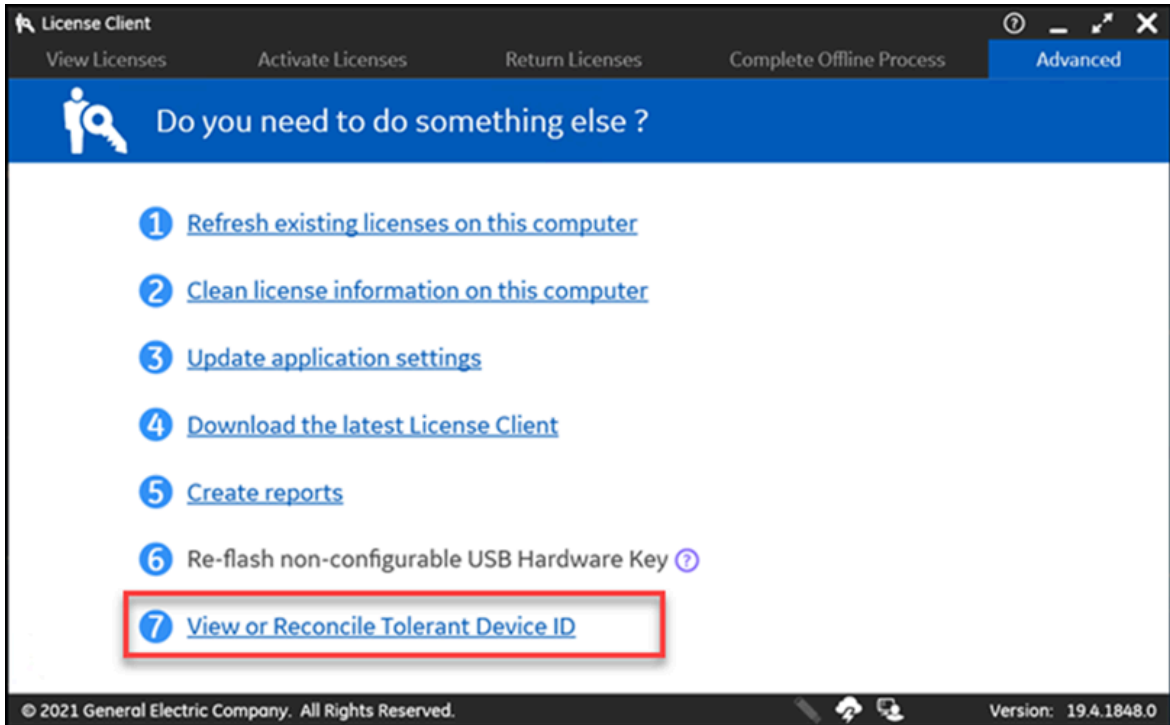 License Client
View Licenses Activate Licenses Return Licenses Complete Offline Process Advanced
Do you need to do something else ?
1 Refresh existing licenses on this computer
2 Clean license information on this computer
3 Update application settings
4 Download the latest License Client
5 Create reports
6 Re-flash non-configurable USB Hardware Key ?
7 View or Reconcile Tolerant Device ID
© 2021 General Electric Company. All Rights Reserved. Version: 19.4.1848.0